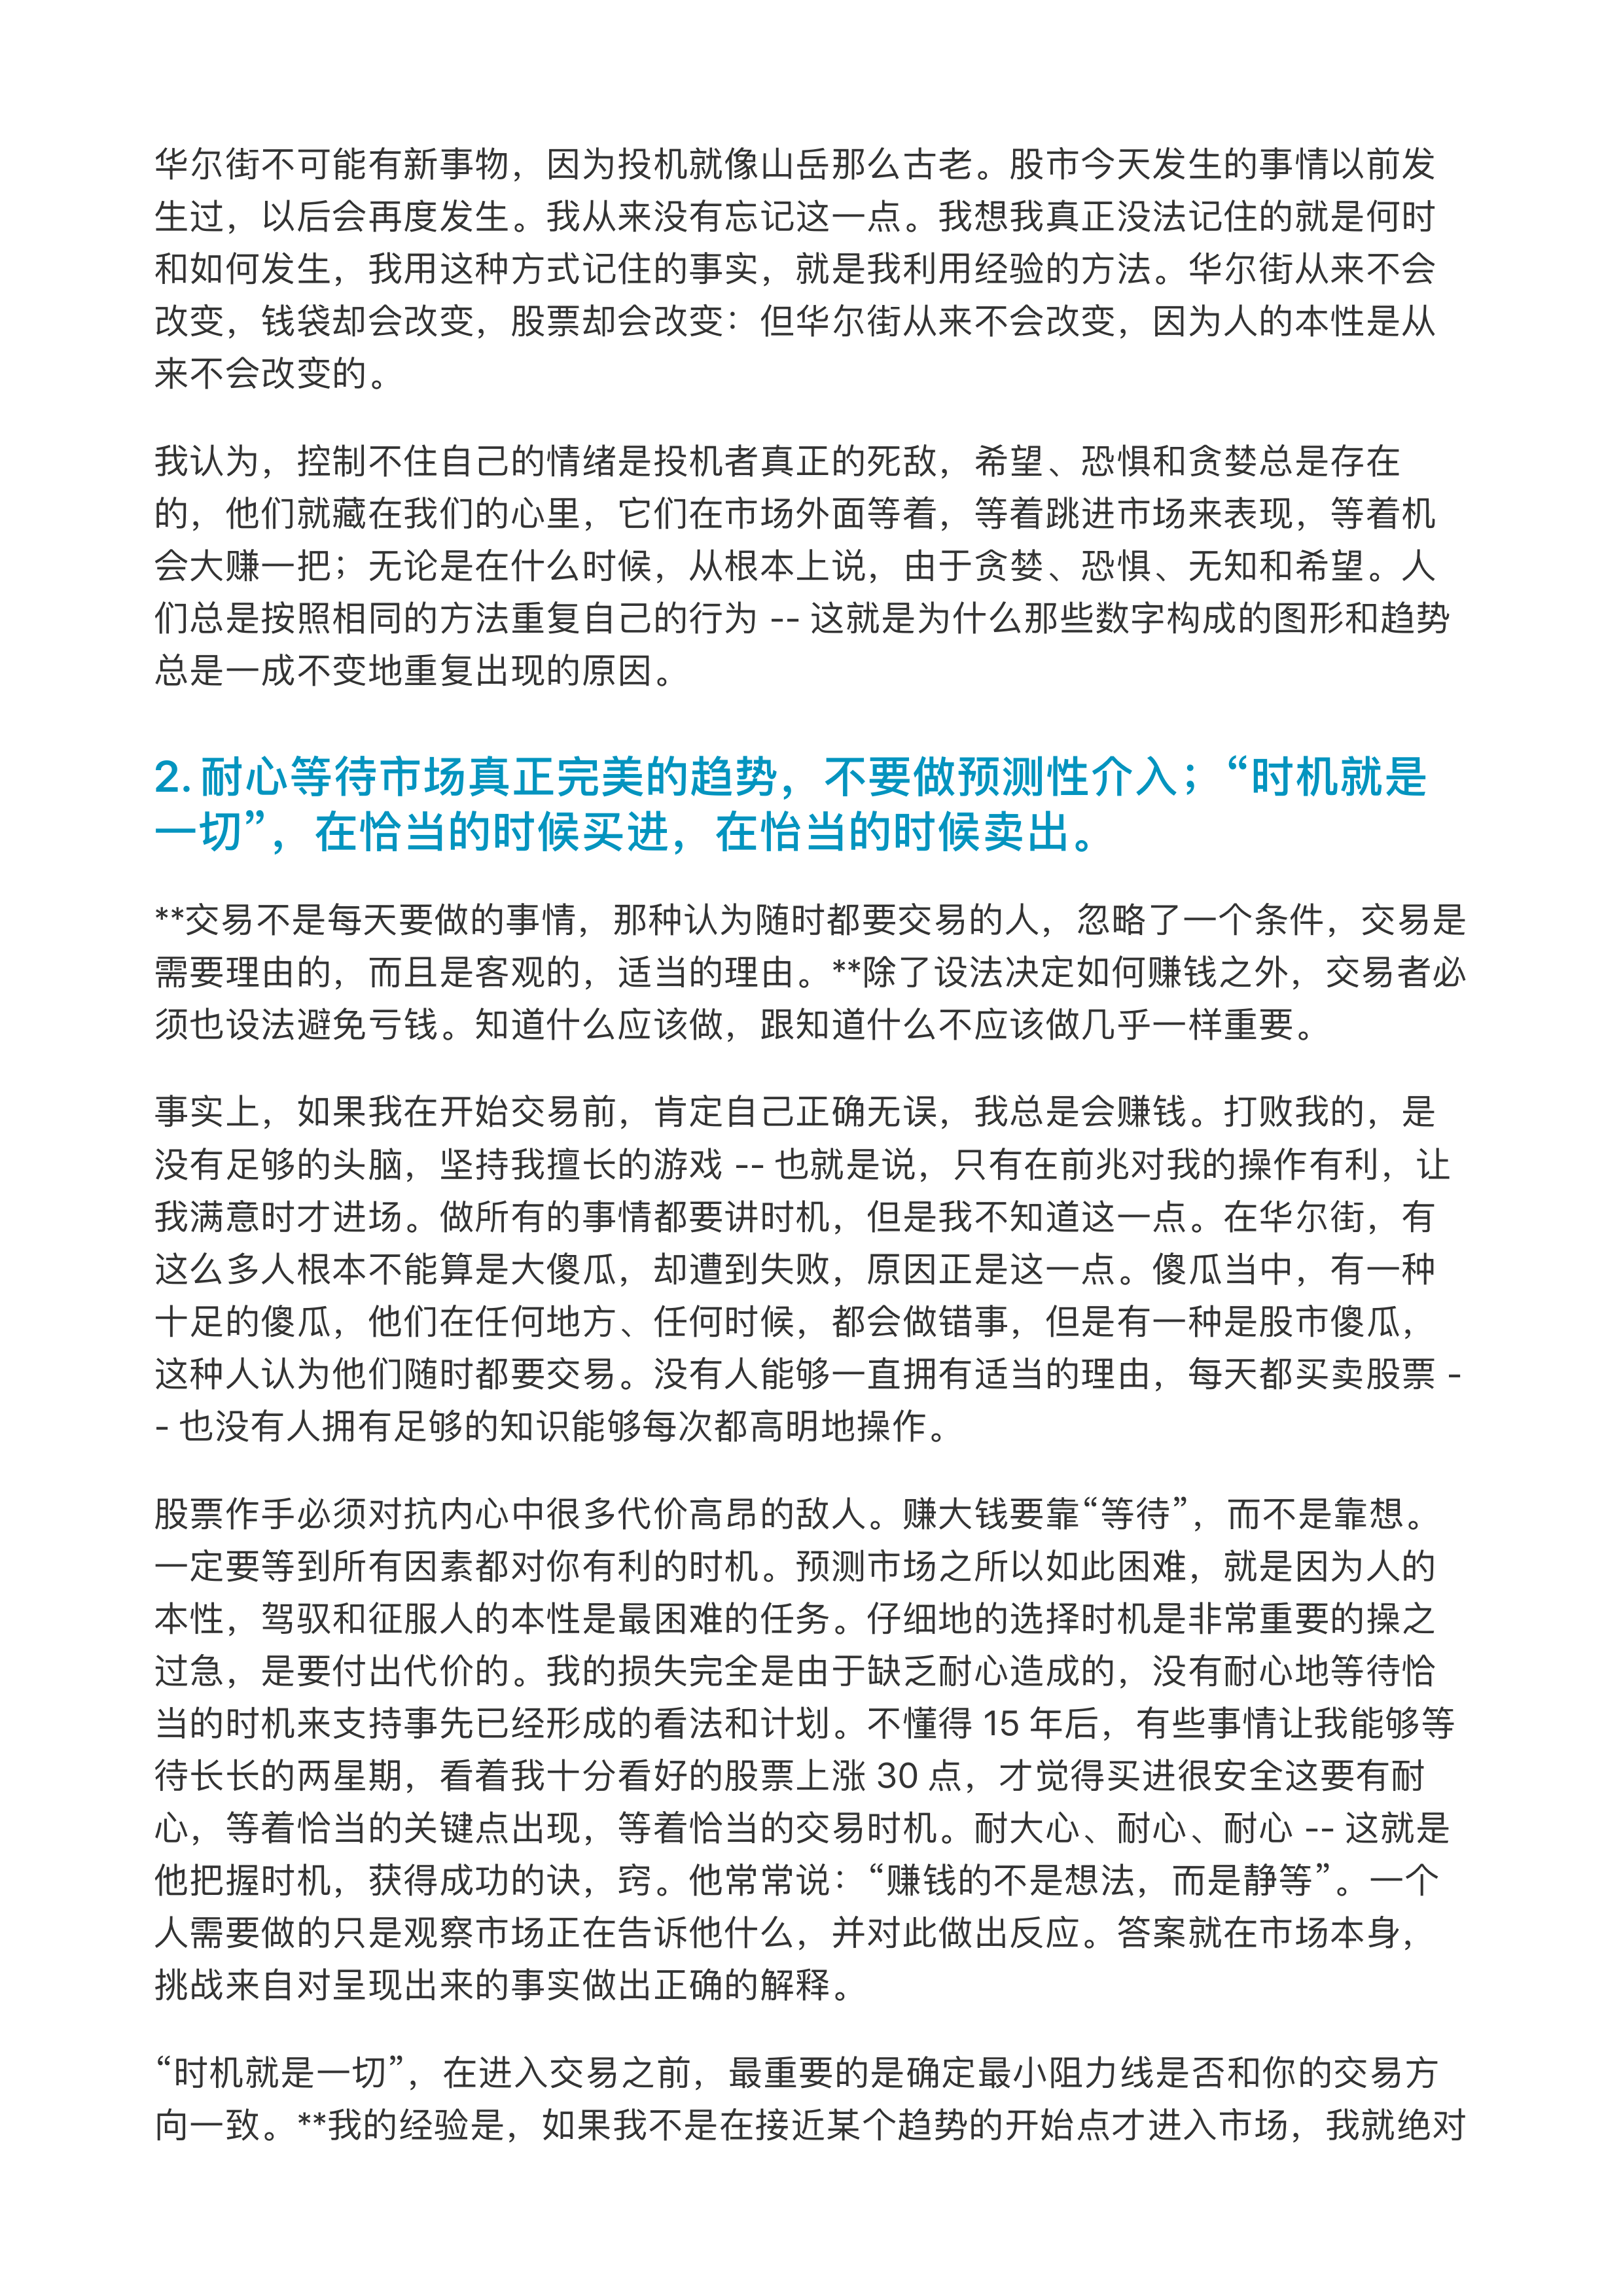 华尔街不可能有新事物，因为投机就像山岳那么古老。股市今天发生的事情以前发
生过，以后会再度发生。我从来没有忘记这一点。我想我真正没法记住的就是何时
和如何发生，我用这种方式记住的事实，就是我利用经验的方法。华尔街从来不会
改变，钱袋却会改变，股票却会改变：但华尔街从来不会改变，因为人的本性是从
来不会改变的。
我认为，控制不住自己的情绪是投机者真正的死敌，希望、恐惧和贪婪总是存在
的，他们就藏在我们的心里，它们在市场外面等着，等着跳进市场来表现，等着机
会大赚一把；无论是在什么时候，从根本上说，由于贪婪、恐惧、无知和希望。人
们总是按照相同的方法重复自己的行为 -- 这就是为什么那些数字构成的图形和趋势
总是一成不变地重复出现的原因。
2. 耐心等待市场真正完美的趋势，不要做预测性介入；“时机就是
一切”，在恰当的时候买进，在怡当的时候卖出。
**交易不是每天要做的事情，那种认为随时都要交易的人，忽略了一个条件，交易是
需要理由的，而且是客观的，适当的理由。**除了设法决定如何赚钱之外，交易者必
须也设法避免亏钱。知道什么应该做，跟知道什么不应该做几乎一样重要。
事实上，如果我在开始交易前，肯定自己正确无误，我总是会赚钱。打败我的，是
没有足够的头脑，坚持我擅长的游戏 -- 也就是说，只有在前兆对我的操作有利，让
我满意时才进场。做所有的事情都要讲时机，但是我不知道这一点。在华尔街，有
这么多人根本不能算是大傻瓜，却遭到失败，原因正是这一点。傻瓜当中，有一种
十足的傻瓜，他们在任何地方、任何时候，都会做错事，但是有一种是股市傻瓜，
这种人认为他们随时都要交易。没有人能够一直拥有适当的理由，每天都买卖股票 -
- 也没有人拥有足够的知识能够每次都高明地操作。
股票作手必须对抗内心中很多代价高昂的敌人。赚大钱要靠“等待”，而不是靠想。
一定要等到所有因素都对你有利的时机。预测市场之所以如此困难，就是因为人的
本性，驾驭和征服人的本性是最困难的任务。仔细地的选择时机是非常重要的操之
过急，是要付出代价的。我的损失完全是由于缺乏耐心造成的，没有耐心地等待恰
当的时机来支持事先已经形成的看法和计划。不懂得 15 年后，有些事情让我能够等
待长长的两星期，看着我十分看好的股票上涨 30 点，才觉得买进很安全这要有耐
心，等着恰当的关键点出现，等着恰当的交易时机。耐大心、耐心、耐心 -- 这就是
他把握时机，获得成功的诀，窍。他常常说：“赚钱的不是想法，而是静等”。一个
人需要做的只是观察市场正在告诉他什么，并对此做出反应。答案就在市场本身，
挑战来自对呈现出来的事实做出正确的解释。
“时机就是一切”，在进入交易之前，最重要的是确定最小阻力线是否和你的交易方
向一致。**我的经验是，如果我不是在接近某个趋势的开始点才进入市场，我就绝对